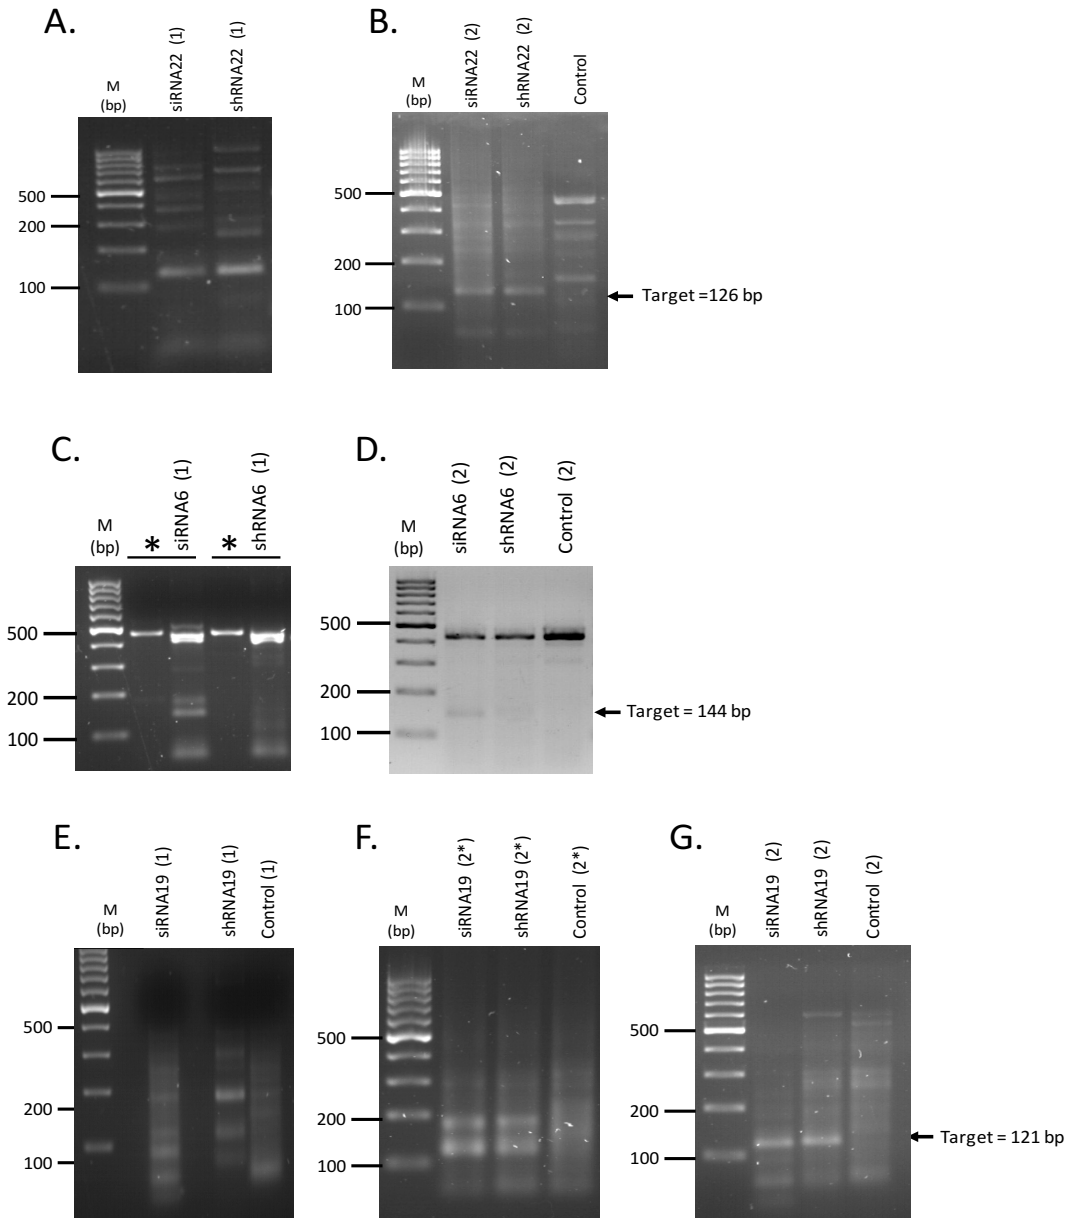 A.
M
(bp)
siRNA22 (1)
shRNA22 (1)
500
200
100
B.
M
(bp)
siRNA22 (2)
shRNA22 (2)
Control
500
200
100
Target =126 bp
C.
M
(bp)
*
siRNA6 (1)
*
shRNA6 (1)
500
200
100
D.
M
(bp)
siRNA6 (2)
shRNA6 (2)
Control (2)
500
200
100
Target = 144 bp
E.
M
(bp)
siRNA19 (1)
shRNA19 (1)
Control (1)
500
200
100
F.
M
(bp)
siRNA19 (2*)
shRNA19 (2*)
Control (2*)
500
200
100
G.
M
(bp)
siRNA19 (2)
shRNA19 (2)
Control (2)
500
200
100
Target = 121 bp